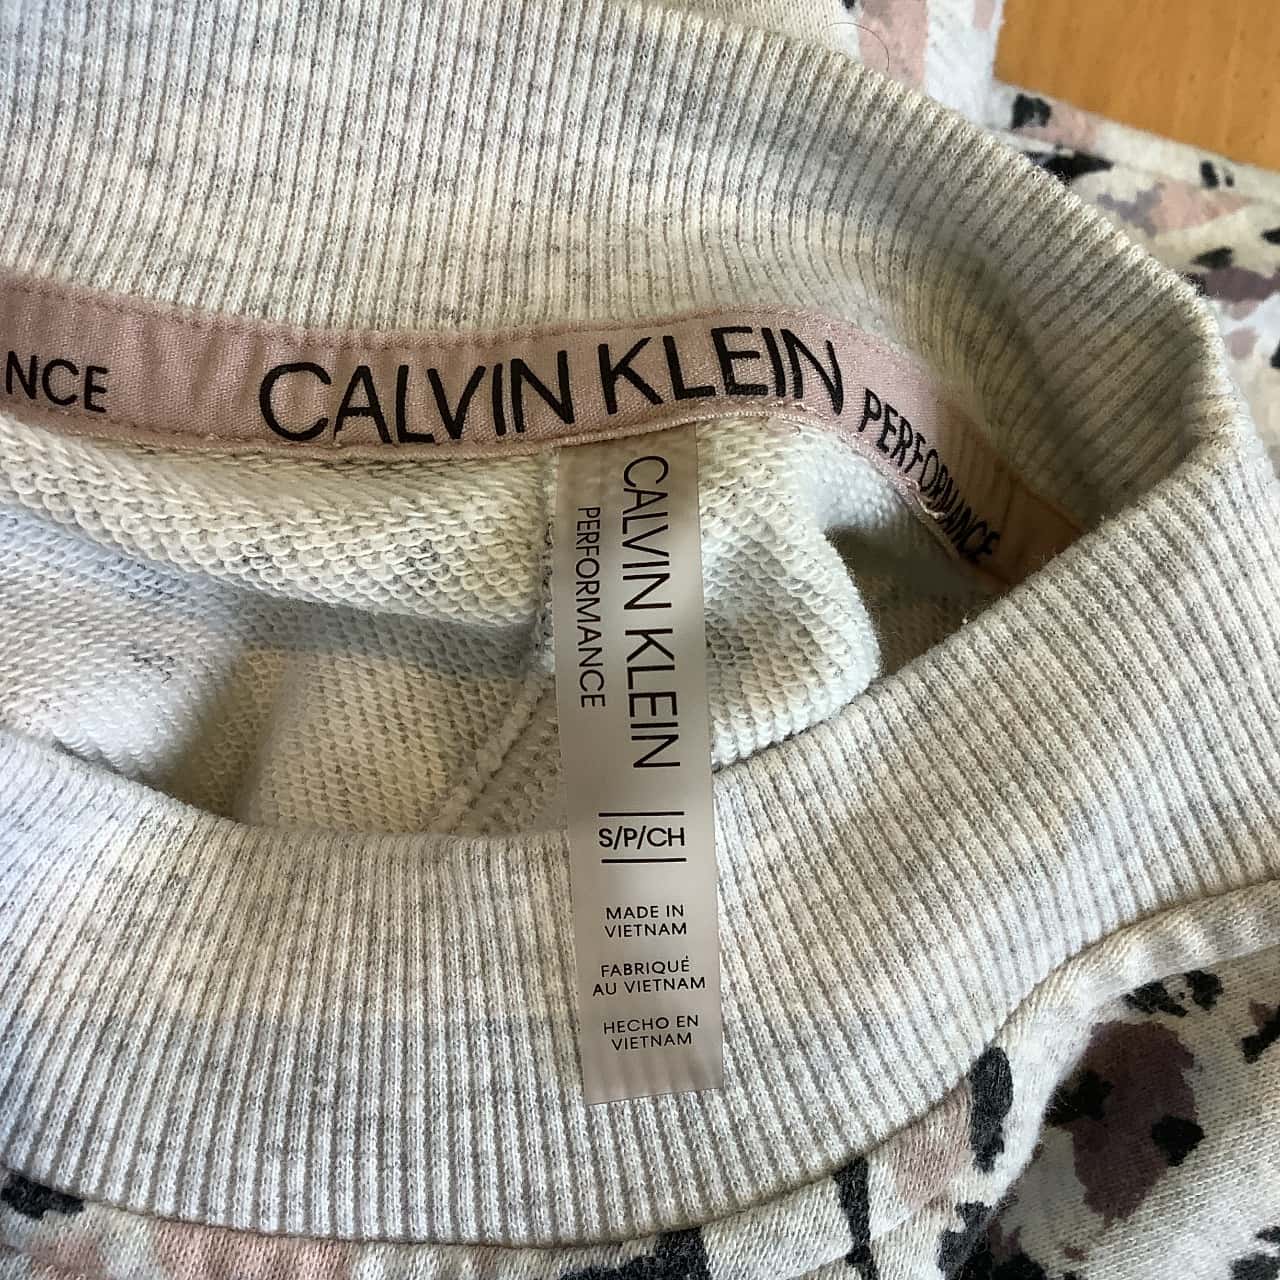 NCE
CALVIN KLEIN
PERFORMANCE
CALVIN KLEIN
PERFORMANCE
S/P/CH
MADE IN
VIETNAM
FABRIQUÉ
AU VIETNAM
HECHO EN
VIETNAM